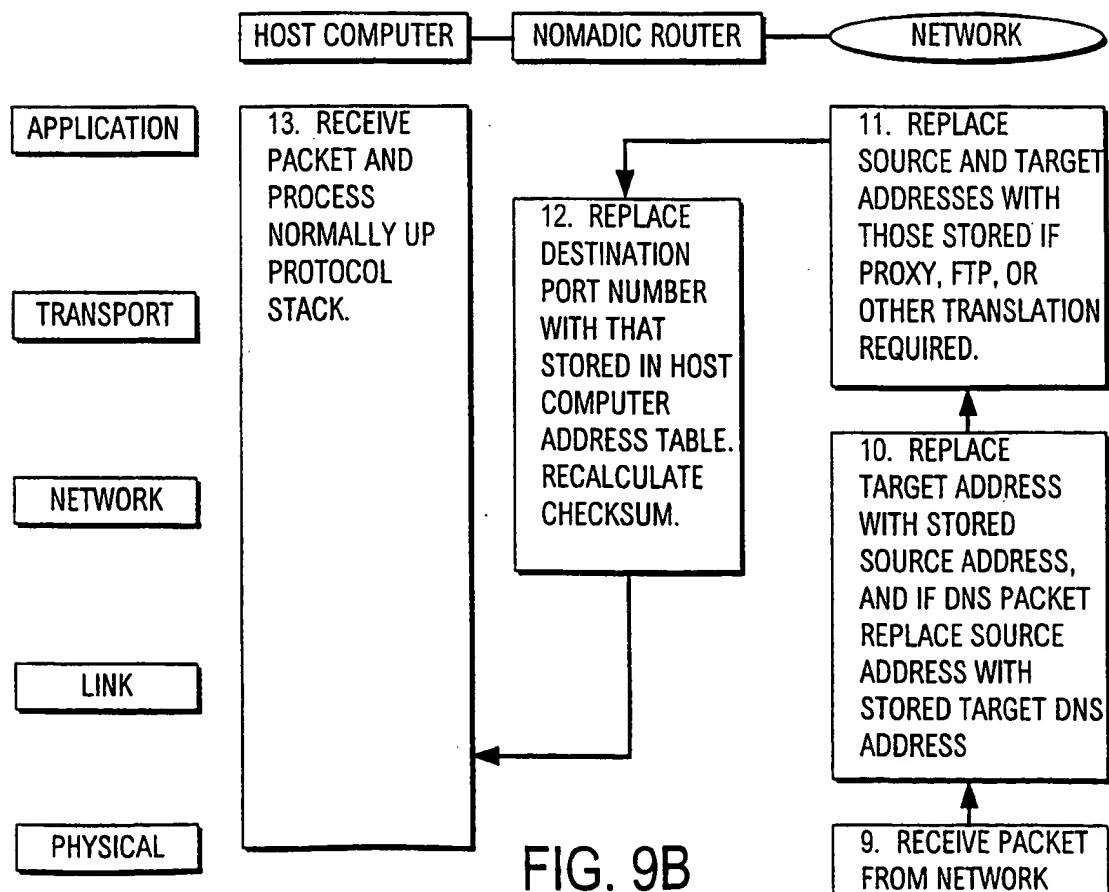 HOST COMPUTER
NOMADIC ROUTER
NETWORK
APPLICATION
TRANSPORT
NETWORK
LINK
PHYSICAL
13. RECEIVE
PACKET AND
PROCESS
NORMALLY UP
PROTOCOL
STACK.
12. REPLACE
DESTINATION
PORT NUMBER
WITH THAT
STORED IN HOST
COMPUTER
ADDRESS TABLE.
RECALCULATE
CHECKSUM.
11. REPLACE
SOURCE AND TARGET
ADDRESSES WITH
THOSE STORED IF
PROXY, FTP, OR
OTHER TRANSLATION
REQUIRED.
10. REPLACE
TARGET ADDRESS
WITH STORED
SOURCE ADDRESS,
AND IF DNS PACKET
REPLACE SOURCE
ADDRESS WITH
STORED TARGET DNS
ADDRESS
9. RECEIVE PACKET
FROM NETWORK
FIG. 9B